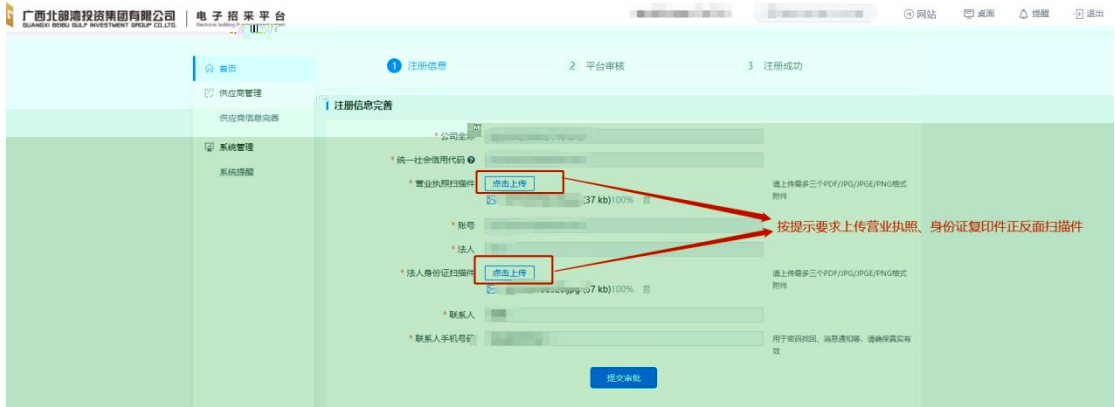 广西北部湾投资集团有限公司 电子招采平台
GUANGXI BEIBU GULF INVESTMENT GROUP CO.,LTD.
网站 桌面 提醒 退出
首页
供应商管理
供应商信息完善
系统管理
系统提醒
1 注册信息 2 平台审核 3 注册成功
注册信息完善
* 公司全称
* 统一社会信用代码
* 营业执照扫描件 点击上传 请上传最多三个PDF/JPG/JPGE/PNG格式
附件
(37 kb) 100%
* 账号
按提示要求上传营业执照、身份证复印件正反面扫描件
* 法人
* 法人身份证扫描件 点击上传 请上传最多三个PDF/JPG/JPGE/PNG格式
附件
jpg (37 kb) 100%
* 联系人
* 联系人手机号码 用于密码找回、消息通知等，请确保真实有
效
提交审批